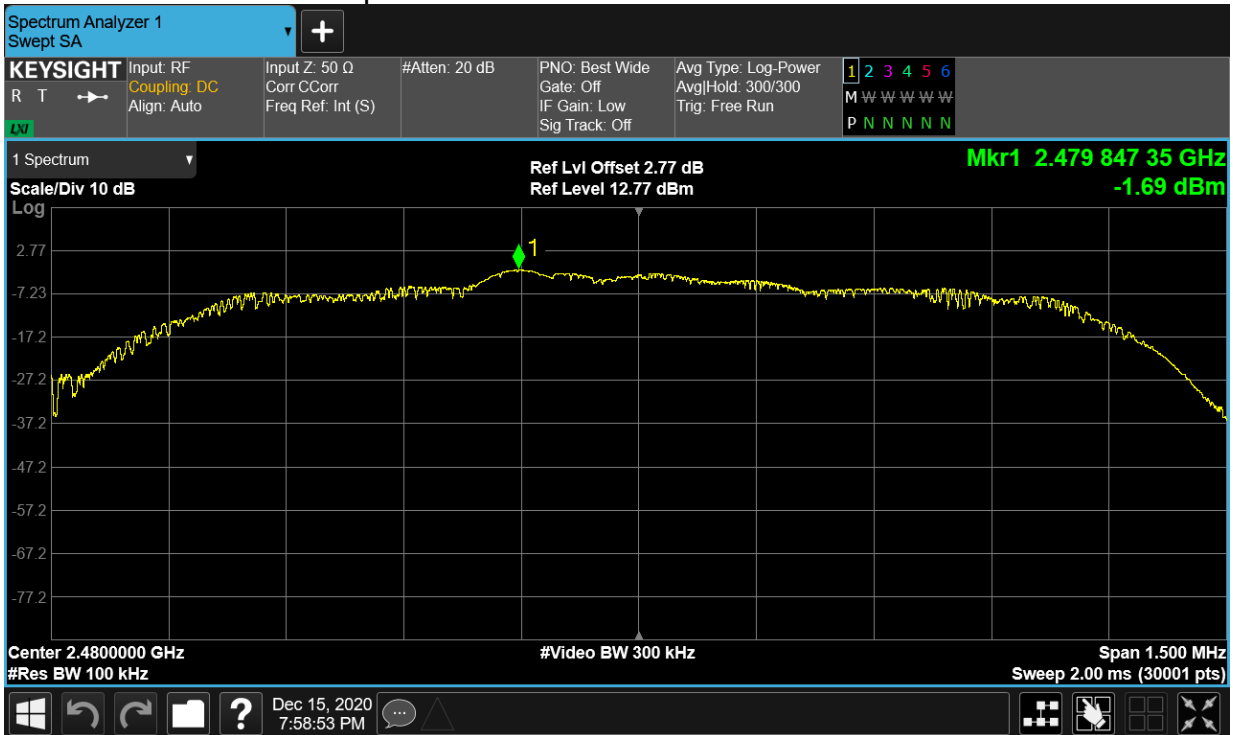 Spectrum Analyzer 1
Swept SA
KEYSIGHT
R T
LXI
Input: RF
Coupling: DC
Align: Auto
Input Z: 50 Ω
Corr CCorr
Freq Ref: Int (S)
#Atten: 20 dB
PNO: Best Wide
Gate: Off
IF Gain: Low
Sig Track: Off
Avg Type: Log-Power
Avg|Hold: 300/300
Trig: Free Run
1 2 3 4 5 6
M W W W W W
P N N N N N
1 Spectrum
Scale/Div 10 dB
Ref Lvl Offset 2.77 dB
Ref Level 12.77 dBm
Mkr1 2.479 847 35 GHz
-1.69 dBm
Log
1
2.77
-7.23
-17.2
-27.2
-37.2
-47.2
-57.2
-67.2
-77.2
Center 2.4800000 GHz
#Video BW 300 kHz
Span 1.500 MHz
#Res BW 100 kHz
Sweep 2.00 ms (30001 pts)
?
Dec 15, 2020
7:58:53 PM